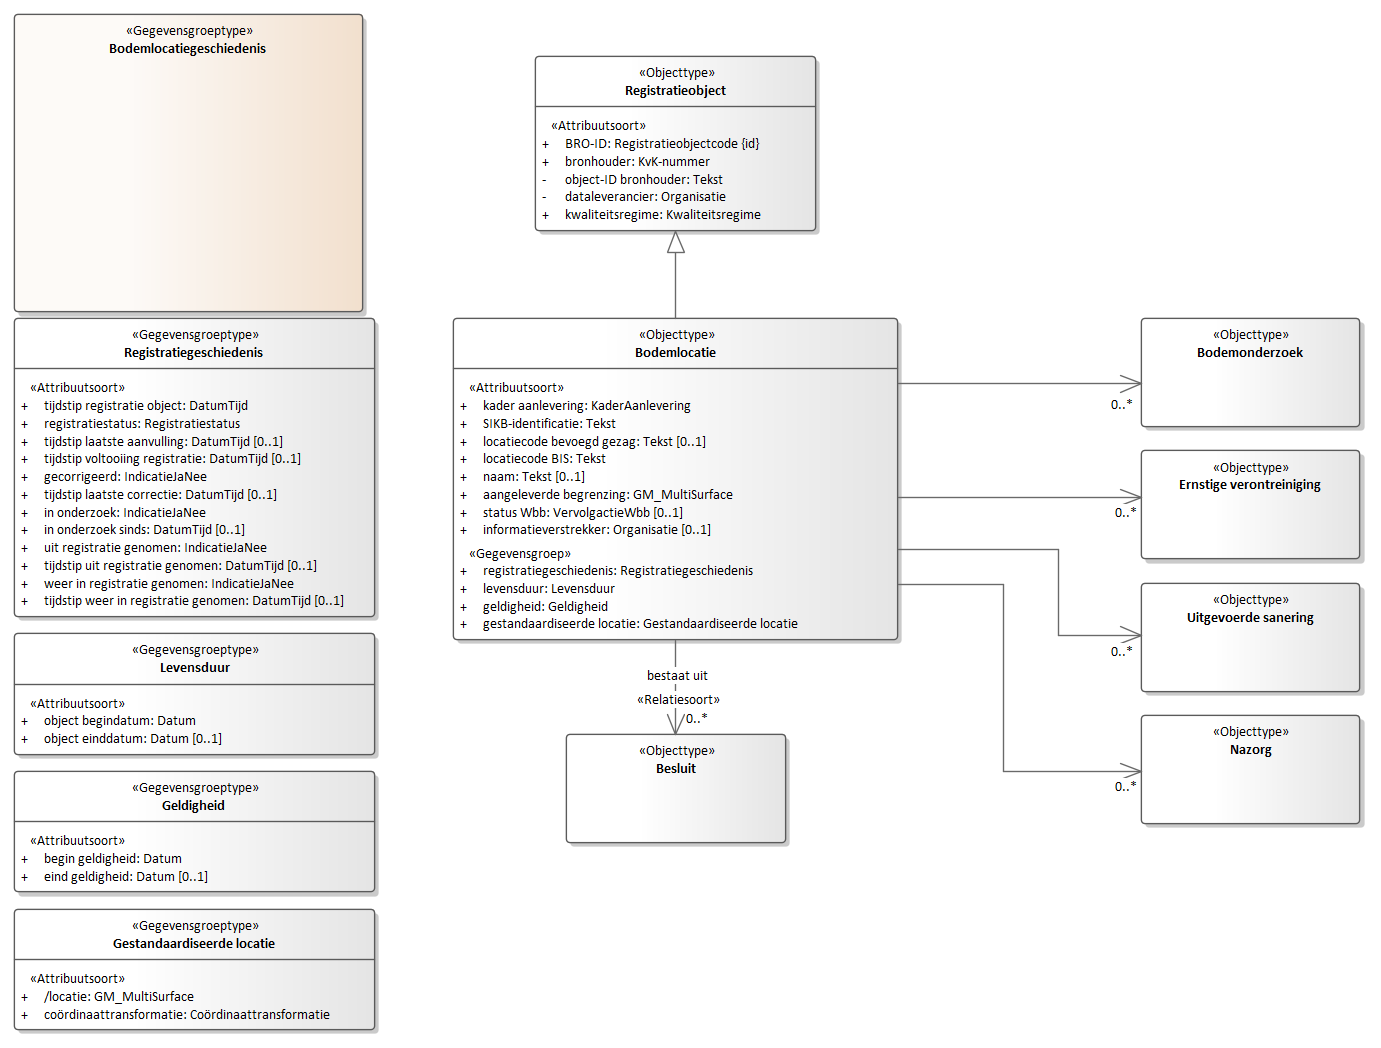 «Gegevensgroeptype»
Bodemlocatiegeschiedenis
«Objecttype»
Registratieobject
«Attribuutsoort»
+ BRO-ID: Registratieobjectcode {id}
+ bronhouder: KvK-nummer
- object-ID bronhouder: Tekst
- dataleverancier: Organisatie
+ kwaliteitsregime: Kwaliteitsregime
«Gegevensgroeptype»
Registratiegeschiedenis
«Attribuutsoort»
+ tijdstip registratie object: DatumTijd
+ registratiestatus: Registratiestatus
+ tijdstip laatste aanvulling: DatumTijd [0..1]
+ tijdstip voltooiing registratie: DatumTijd [0..1]
+ gecorrigeerd: IndicatieJaNee
+ tijdstip laatste correctie: DatumTijd [0..1]
+ in onderzoek: IndicatieJaNee
+ in onderzoek sinds: DatumTijd [0..1]
+ uit registratie genomen: IndicatieJaNee
+ tijdstip uit registratie genomen: DatumTijd [0..1]
+ weer in registratie genomen: IndicatieJaNee
+ tijdstip weer in registratie genomen: DatumTijd [0..1]
«Objecttype»
Bodemlocatie
«Attribuutsoort»
+ kader aanlevering: KaderAanlevering
+ SIKB-identificatie: Tekst
+ locatiecode bevoegd gezag: Tekst [0..1]
+ locatiecode BIS: Tekst
+ naam: Tekst [0..1]
+ aangeleverde begrenzing: GM_MultiSurface
+ status Wbb: VervolgactieWbb [0..1]
+ informatieverstrekker: Organisatie [0..1]
«Gegevensgroep»
+ registratiegeschiedenis: Registratiegeschiedenis
+ levensduur: Levensduur
+ geldigheid: Geldigheid
+ gestandaardiseerde locatie: Gestandaardiseerde locatie
«Objecttype»
Bodemonderzoek
0..*
«Objecttype»
Ernstige verontreiniging
0..*
«Objecttype»
Uitgevoerde sanering
0..*
«Objecttype»
Nazorg
0..*
bestaat uit
«Relatiesoort»
0..*
«Objecttype»
Besluit
«Gegevensgroeptype»
Levensduur
«Attribuutsoort»
+ object begindatum: Datum
+ object einddatum: Datum [0..1]
«Gegevensgroeptype»
Geldigheid
«Attribuutsoort»
+ begin geldigheid: Datum
+ eind geldigheid: Datum [0..1]
«Gegevensgroeptype»
Gestandaardiseerde locatie
«Attribuutsoort»
+ /locatie: GM_MultiSurface
+ coördinaattransformatie: Coördinaattransformatie